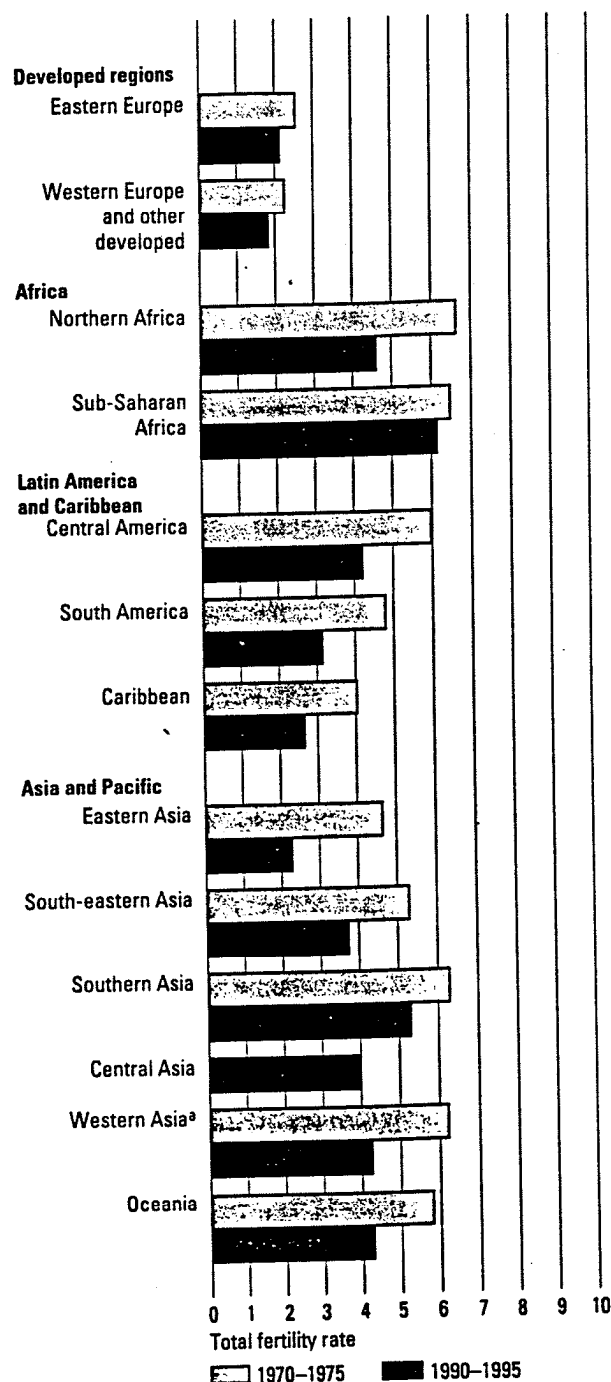 Developed regions
Eastern Europe
Western Europe
and other
developed
Africa
Northern Africa
Sub-Saharan
Africa
Latin America
and Caribbean
Central America
South America
Caribbean
Asia and Pacific
Eastern Asia
South-eastern Asia
Southern Asia
Central Asia
Western Asiaª
Oceania
0 1 2 3 4 5 6 7 8 9 10
Total fertility rate
1970–1975 1990–1995